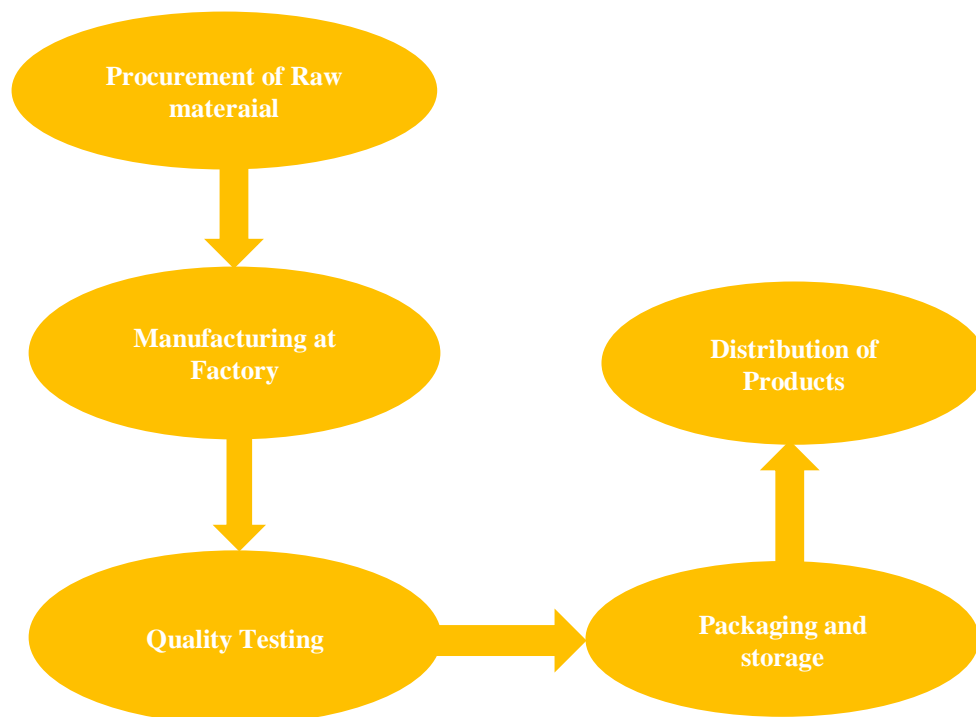 Procurement of Raw
materaial
Manufacturing at
Factory
Quality Testing
Packaging and
storage
Distribution of
Products